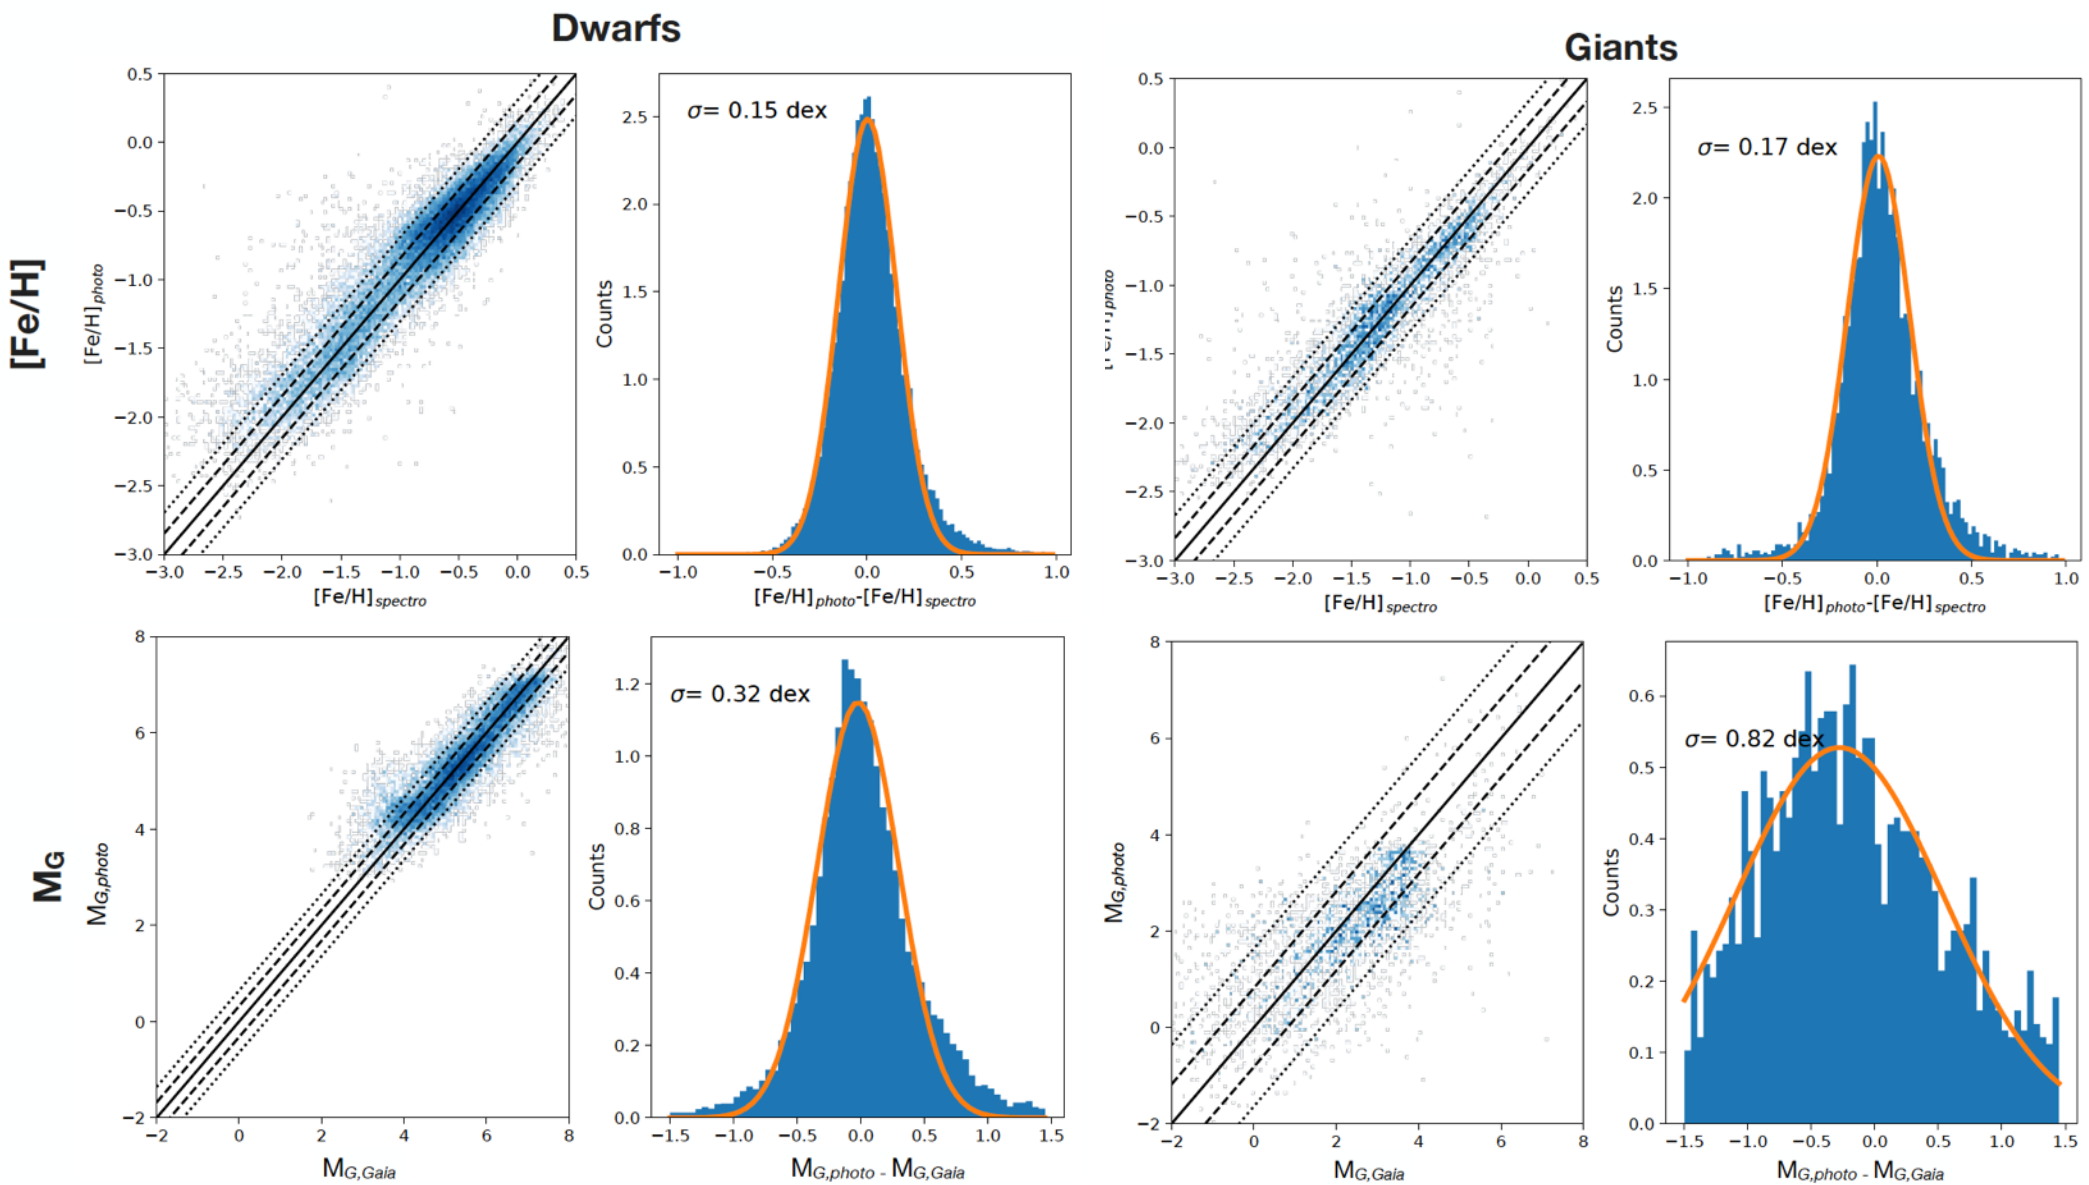 Dwarfs
Giants
[Fe/H]
0.5
0.0
−0.5
−1.0
−1.5
−2.0
−2.5
−3.0
[Fe/H]photo
−3.0 −2.5 −2.0 −1.5 −1.0 −0.5 0.0 0.5
[Fe/H]spectro
σ= 0.15 dex
2.5
2.0
1.5
1.0
0.5
0.0
Counts
−1.0 −0.5 0.0 0.5 1.0
[Fe/H]photo-[Fe/H]spectro
0.5
0.0
−0.5
−1.0
−1.5
−2.0
−2.5
−3.0
[Fe/H]photo
−3.0 −2.5 −2.0 −1.5 −1.0 −0.5 0.0 0.5
[Fe/H]spectro
σ= 0.17 dex
2.5
2.0
1.5
1.0
0.5
0.0
Counts
−1.0 −0.5 0.0 0.5 1.0
[Fe/H]photo-[Fe/H]spectro
MG
8
6
4
2
0
−2
MG,photo
−2 0 2 4 6 8
MG,Gaia
σ= 0.32 dex
1.2
1.0
0.8
0.6
0.4
0.2
0.0
Counts
−1.5 −1.0 −0.5 0.0 0.5 1.0 1.5
MG,photo - MG,Gaia
8
6
4
2
0
−2
MG,photo
−2 0 2 4 6 8
MG,Gaia
σ= 0.82 dex
0.6
0.5
0.4
0.3
0.2
0.1
0.0
Counts
−1.5 −1.0 −0.5 0.0 0.5 1.0 1.5
MG,photo - MG,Gaia